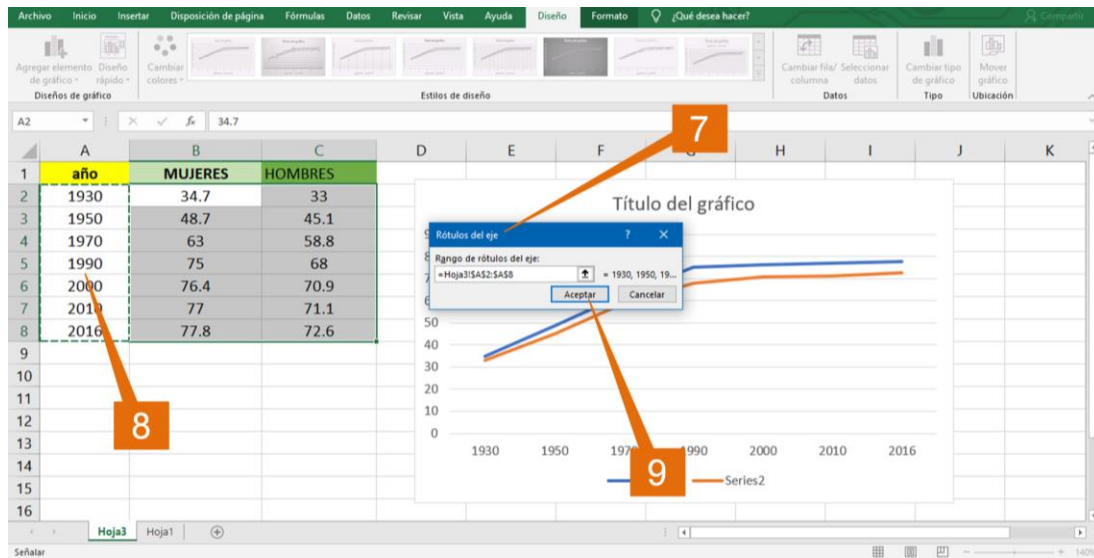 Archivo Inicio Insertar Disposición de página Fórmulas Datos Revisar Vista Ayuda Diseño Formato ¿Qué desea hacer? Compartir
Agregar elemento de gráfico Diseño rápido Cambiar colores Cambiar fila/columna Seleccionar datos Cambiar tipo de gráfico Mover gráfico
Diseños de gráfico Estilos de diseño Datos Tipo Ubicación
A2 fx 34.7
7
A B C D E F G H I J K
1 año MUJERES HOMBRES
2 1930 34.7 33
3 1950 48.7 45.1
4 1970 63 58.8
5 1990 75 68
6 2000 76.4 70.9
7 2010 77 71.1
8 2016 77.8 72.6
9
10
11
12
13
14
15
16
8
Título del gráfico
Rótulos del eje ? ×
Rango de rótulos del eje:
=Hoja3!$A$2:$A$8 = 1930, 1950, 19...
Aceptar Cancelar
50
40
30
20
10
0
1930 1950 1970 1990 2000 2010 2016
9
Series2
Hoja3 Hoja1
Señalar 140%